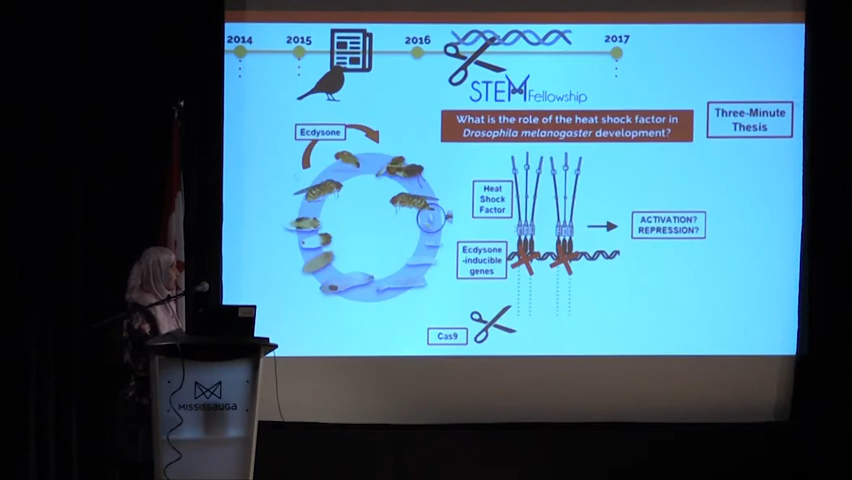 2014
2015
2016
2017
STEM Fellowship
What is the role of the heat shock factor in
Drosophila melanogaster development?
Three-Minute
Thesis
Ecdysone
Heat
Shock
Factor
ACTIVATION?
REPRESSION?
Ecdysone
-inducible
genes
Cas9
MISSISSAUGA